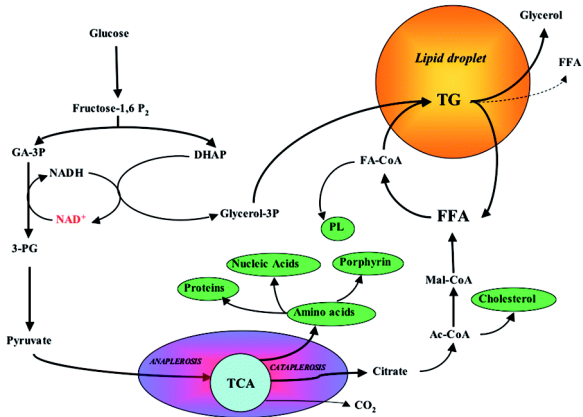 Glycerol
Glucose
Lipid droplet
FFA
Fructose-1,6 P2
TG
GA-3P
DHAP
NADH
FA-CoA
NAD+
Glycerol-3P
FFA
PL
3-PG
Nucleic Acids
Porphyrin
Proteins
Mal-CoA
Cholesterol
Amino acids
Ac-CoA
Pyruvate
ANAPLEROSIS
CATAPLEROSIS
TCA
Citrate
CO2